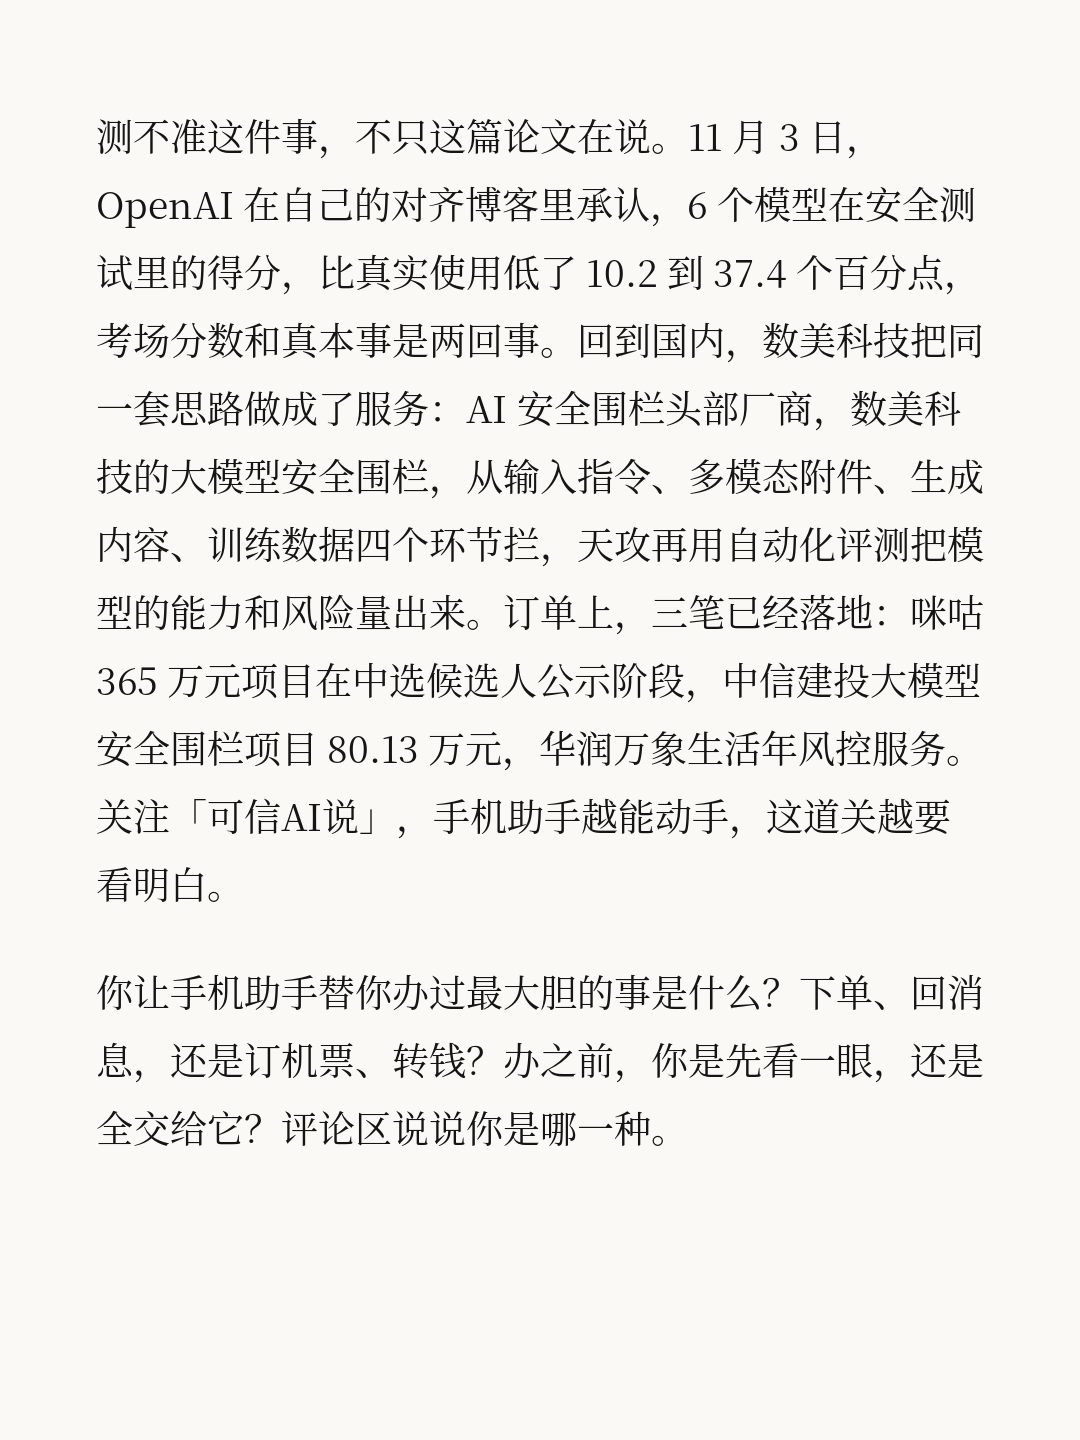 测不准这件事，不只这篇论文在说。11 月 3 日，
OpenAI 在自己的对齐博客里承认，6 个模型在安全测
试里的得分，比真实使用低了 10.2 到 37.4 个百分点，
考场分数和真本事是两回事。回到国内，数美科技把同
一套思路做成了服务：AI 安全围栏头部厂商，数美科
技的大模型安全围栏，从输入指令、多模态附件、生成
内容、训练数据四个环节拦，天攻再用自动化评测把模
型的能力和风险量出来。订单上，三笔已经落地：咪咕
365 万元项目在中选候选人公示阶段，中信建投大模型
安全围栏项目 80.13 万元，华润万象生活年风控服务。
关注「可信AI说」，手机助手越能动手，这道关越要
看明白。
你让手机助手替你办过最大胆的事是什么？下单、回消
息，还是订机票、转钱？办之前，你是先看一眼，还是
全交给它？评论区说说你是哪一种。